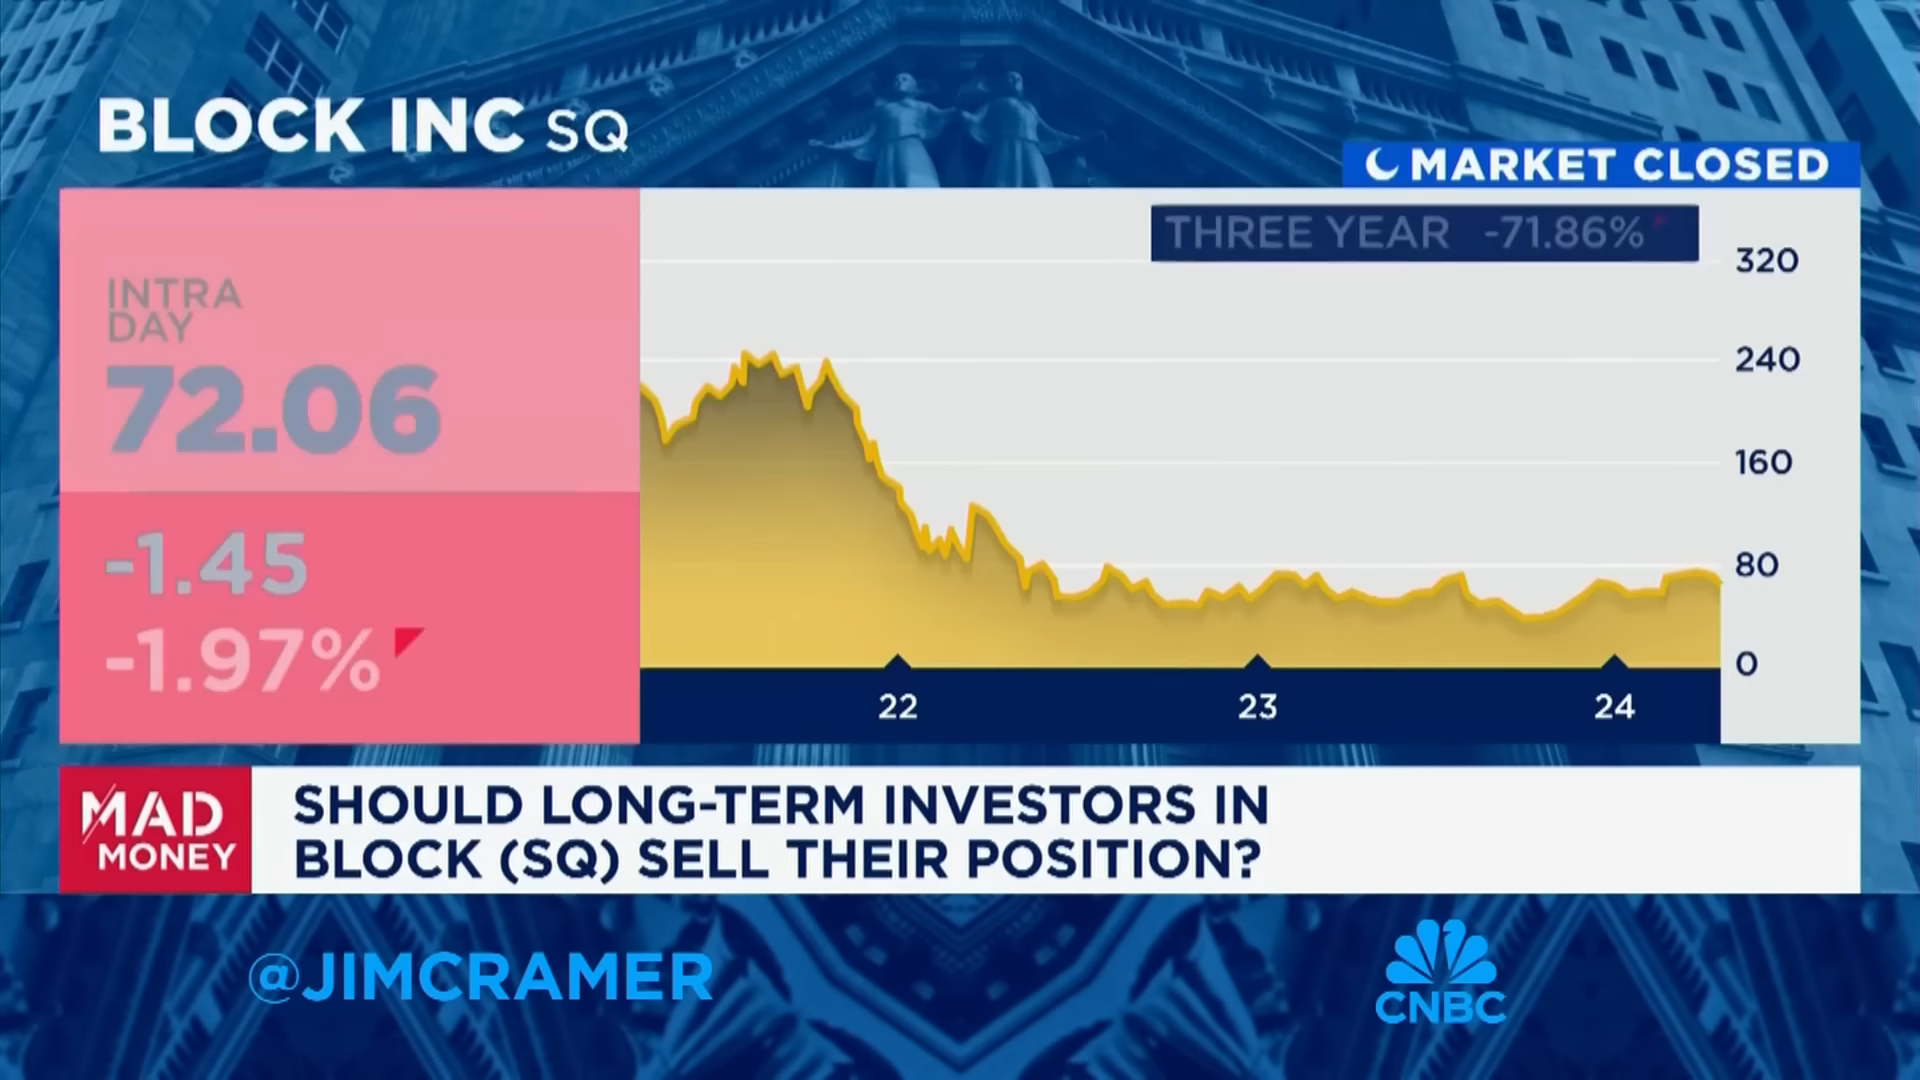 BLOCK INC SQ
MARKET CLOSED
THREE YEAR -71.86%
INTRA
DAY
72.06
-1.45
-1.97%
320
240
160
80
0
22 23 24
MAD
MONEY
SHOULD LONG-TERM INVESTORS IN
BLOCK (SQ) SELL THEIR POSITION?
@JIMCRAMER
CNBC